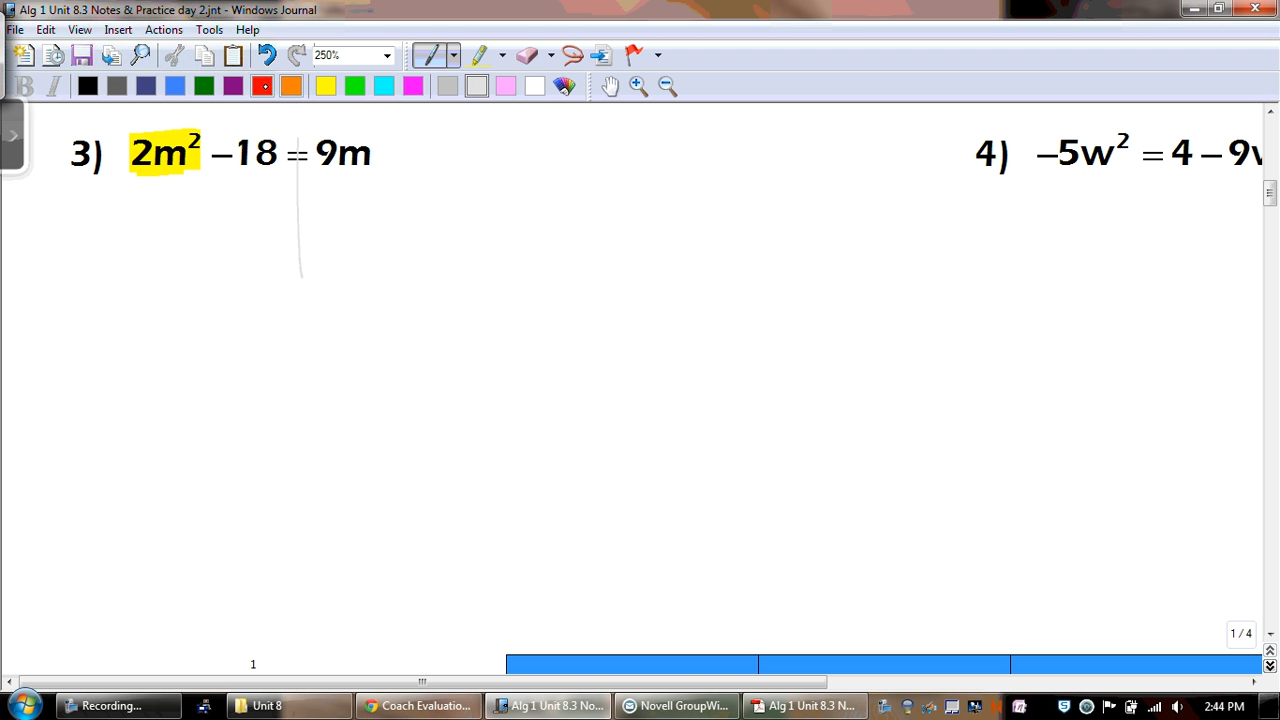 Alg 1 Unit 8.3 Notes & Practice day 2.jnt - Windows Journal
File Edit View Insert Actions Tools Help
250%
B I
3) 2m² –18 = 9m
4) –5w² = 4 – 9w
1 / 4
1
Recording... Unit 8 Coach Evaluatio... Alg 1 Unit 8.3 No... Novell GroupWi... Alg 1 Unit 8.3 N... 2:44 PM